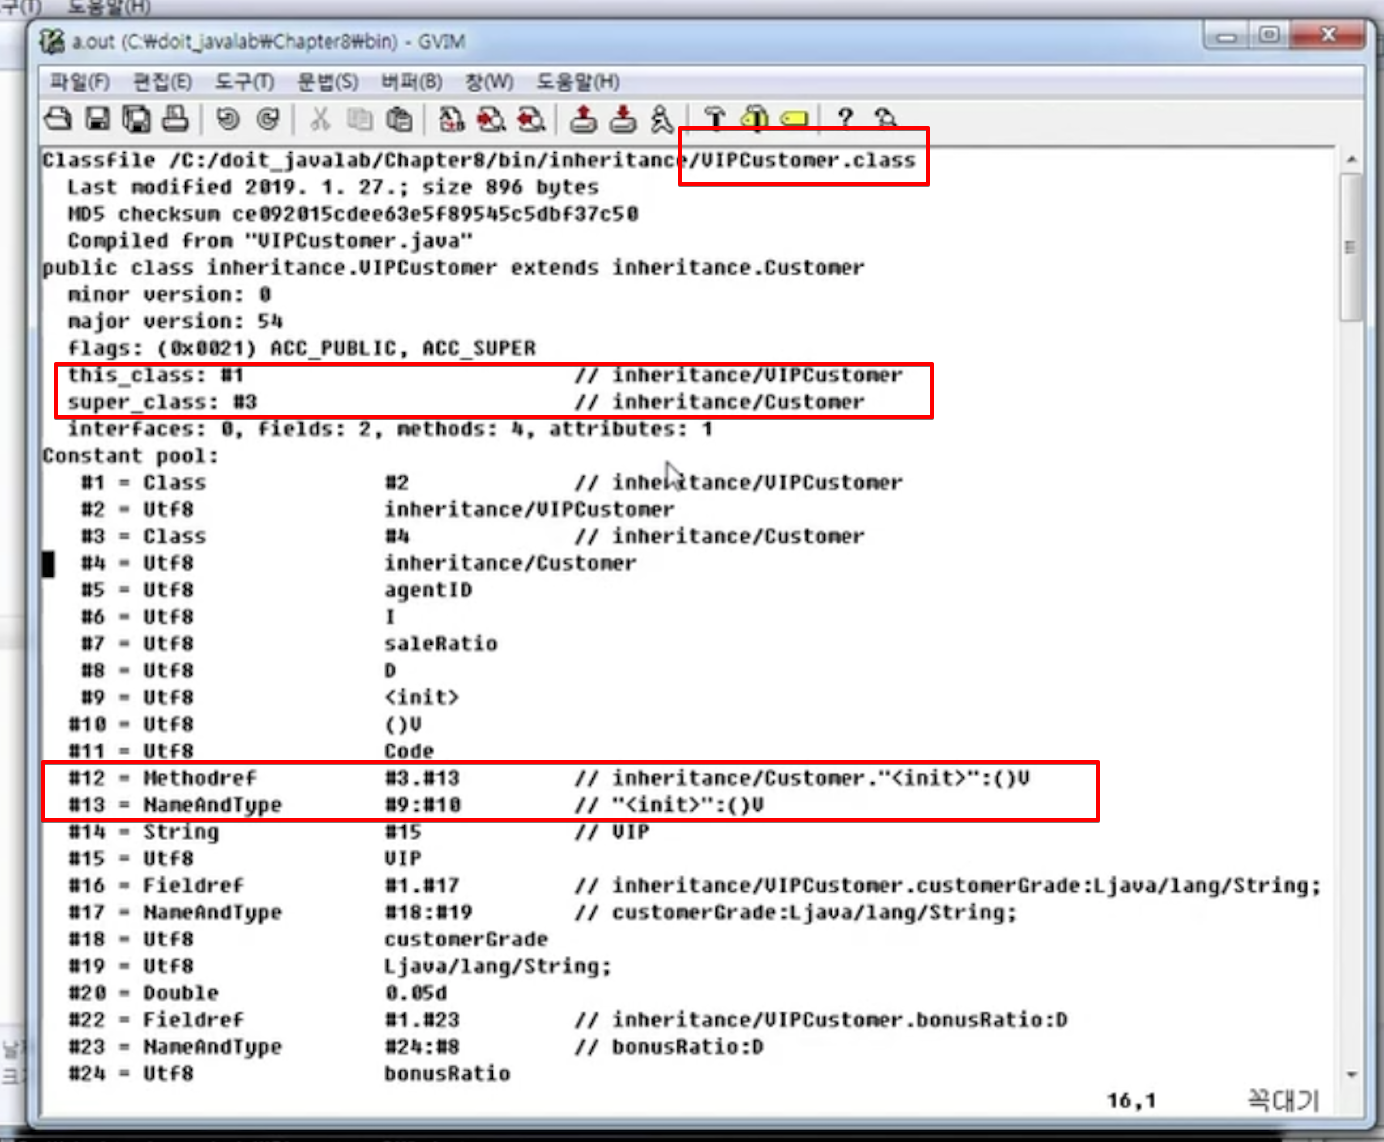 구(T) 도움말(H)
a.out (C:₩doit_javalab₩Chapter8₩bin) - GVIM
파일(F) 편집(E) 도구(T) 문법(S) 버퍼(B) 창(W) 도움말(H)
Classfile /C:/doit_javalab/Chapter8/bin/inheritance/VIPCustomer.class
Last modified 2019. 1. 27.; size 896 bytes
MD5 checksum ce092015cdee63e5f89545c5dbf37c50
Compiled from "VIPCustomer.java"
public class inheritance.VIPCustomer extends inheritance.Customer
minor version: 0
major version: 54
flags: (0x0021) ACC_PUBLIC, ACC_SUPER
this_class: #1 // inheritance/VIPCustomer
super_class: #3 // inheritance/Customer
interfaces: 0, fields: 2, methods: 4, attributes: 1
Constant pool:
#1 = Class #2 // inheritance/VIPCustomer
#2 = Utf8 inheritance/VIPCustomer
#3 = Class #4 // inheritance/Customer
#4 = Utf8 inheritance/Customer
#5 = Utf8 agentID
#6 = Utf8 I
#7 = Utf8 saleRatio
#8 = Utf8 D
#9 = Utf8 <init>
#10 = Utf8 ()V
#11 = Utf8 Code
#12 = Methodref #3.#13 // inheritance/Customer."<init>":()V
#13 = NameAndType #9:#10 // "<init>":()V
#14 = String #15 // VIP
#15 = Utf8 VIP
#16 = Fieldref #1.#17 // inheritance/VIPCustomer.customerGrade:Ljava/lang/String;
#17 = NameAndType #18:#19 // customerGrade:Ljava/lang/String;
#18 = Utf8 customerGrade
#19 = Utf8 Ljava/lang/String;
#20 = Double 0.05d
#22 = Fieldref #1.#23 // inheritance/VIPCustomer.bonusRatio:D
#23 = NameAndType #24:#8 // bonusRatio:D
#24 = Utf8 bonusRatio
16,1 꼭대기